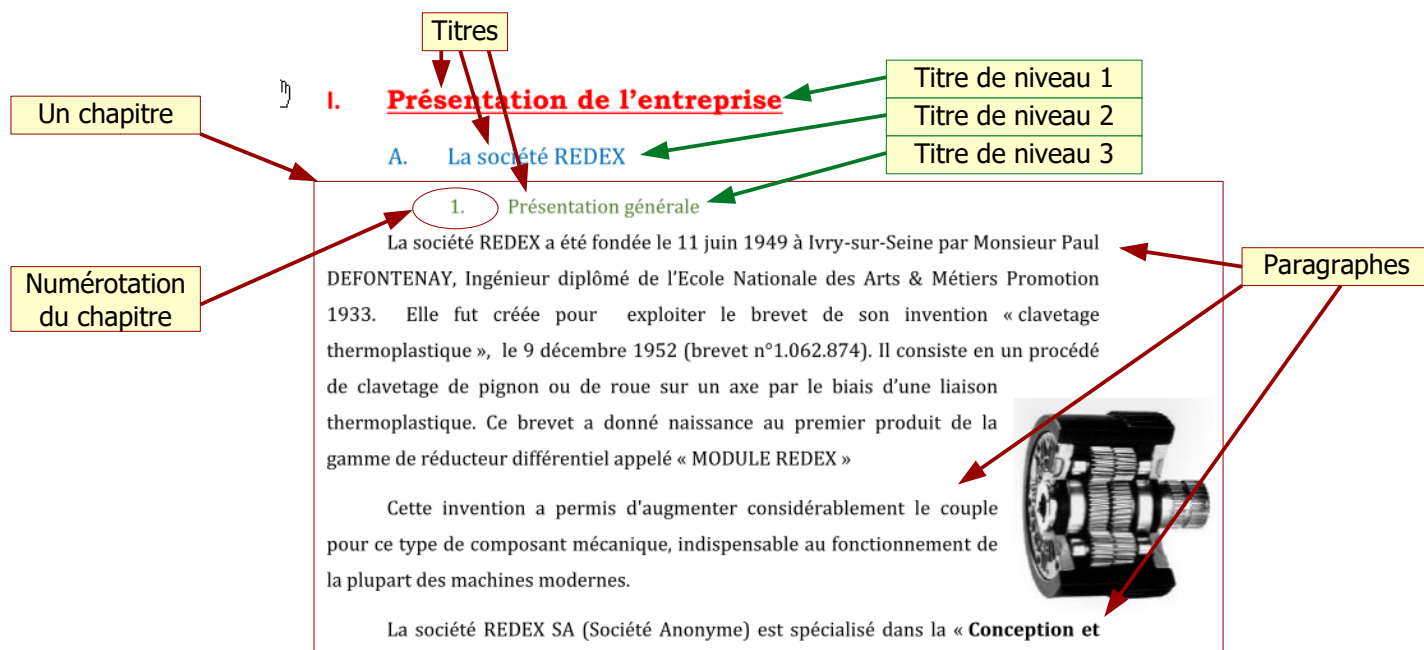 Titres
Titre de niveau 1
I. Présentation de l’entreprise
Un chapitre
Titre de niveau 2
A. La société REDEX
Titre de niveau 3
1. Présentation générale
La société REDEX a été fondée le 11 juin 1949 à Ivry-sur-Seine par Monsieur Paul
Paragraphes
DEFONTENAY, Ingénieur diplômé de l’Ecole Nationale des Arts & Métiers Promotion
Numérotation
du chapitre
1933. Elle fut créée pour exploiter le brevet de son invention « clavetage
thermoplastique », le 9 décembre 1952 (brevet n°1.062.874). Il consiste en un procédé
de clavetage de pignon ou de roue sur un axe par le biais d’une liaison
thermoplastique. Ce brevet a donné naissance au premier produit de la
gamme de réducteur différentiel appelé « MODULE REDEX »
Cette invention a permis d'augmenter considérablement le couple
pour ce type de composant mécanique, indispensable au fonctionnement de
la plupart des machines modernes.
La société REDEX SA (Société Anonyme) est spécialisé dans la « Conception et